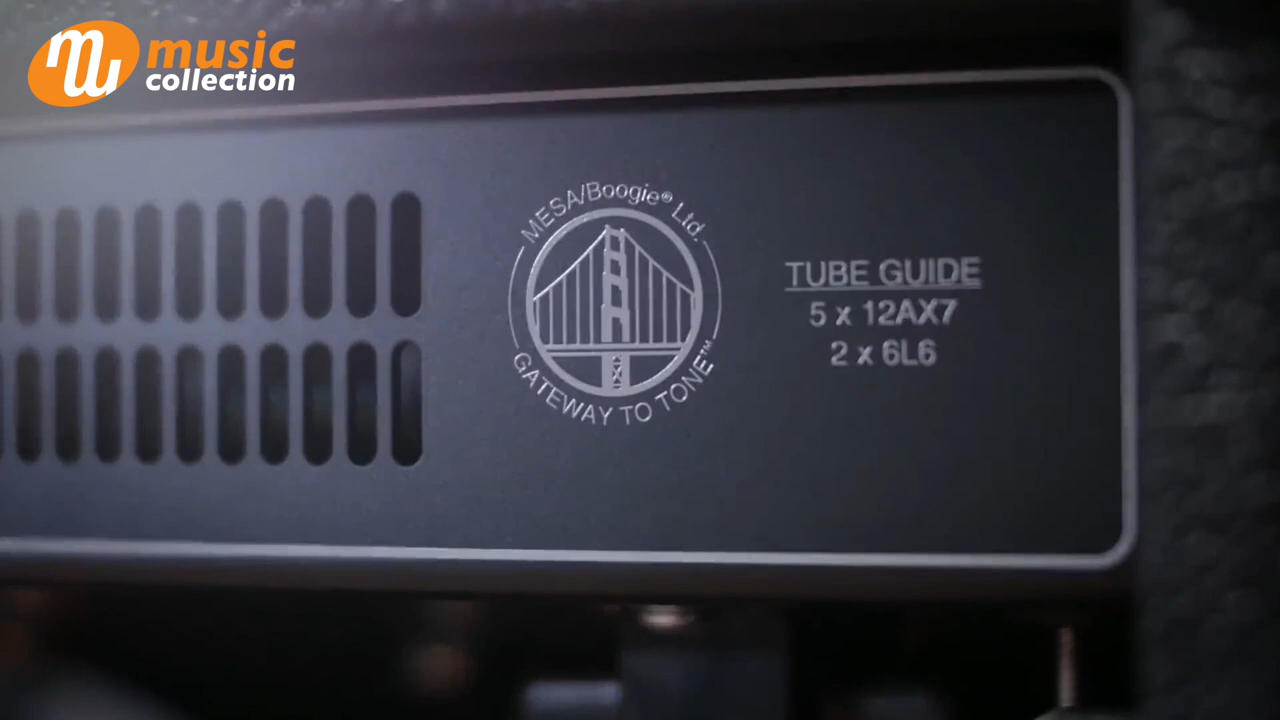 music
collection
MESA/Boogie® Ltd.
GATEWAY TO TONE™
TUBE GUIDE
5 x 12AX7
2 x 6L6